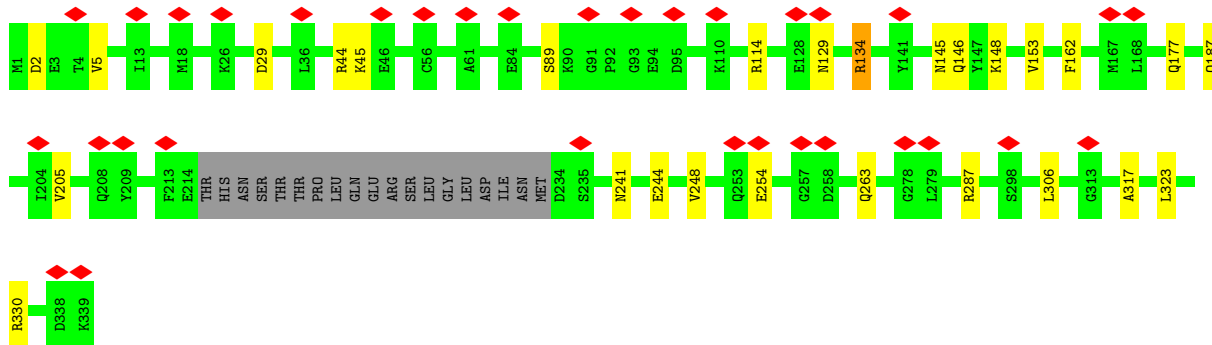 M1 D2 E3 T4 V5 I13 M18 K26 D29 L36 R44 K45 E46 C56 A61 E84 S89 K90 G91 P92 G93 E94 D95 K110 R114 E128 N129 R134 Y141 N145 Q146 Y147 K148 V153 F162 M167 L168 Q177
I204 V205 Q208 Y209 F213 E214 THR HIS ASN SER THR THR PRO LEU GLN GLU ARG SER LEU GLY LEU ASP ILE ASN MET D234 S235 N241 E244 V248 Q253 E254 G257 D258 Q263 G278 L279 R287 S298 L306 G313 A317 L323
R330 D338 K339